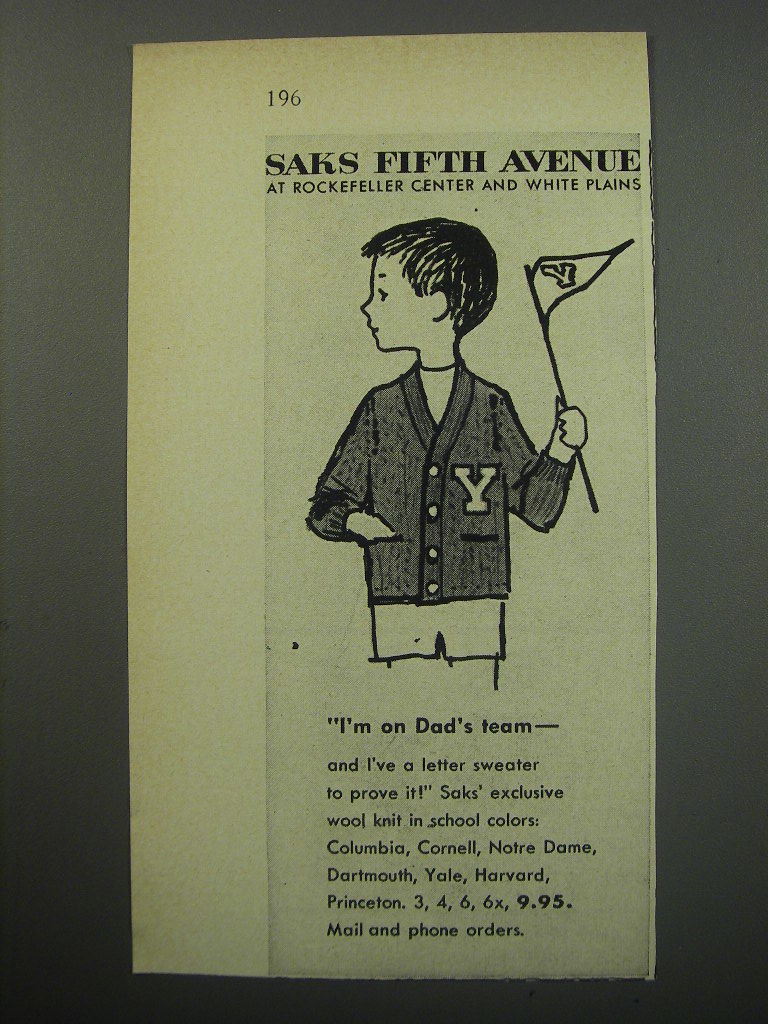 196
SAKS FIFTH AVENUE
AT ROCKEFELLER CENTER AND WHITE PLAINS
Y
Y
"I'm on Dad's team—
and I've a letter sweater
to prove it!" Saks' exclusive
wool knit in school colors:
Columbia, Cornell, Notre Dame,
Dartmouth, Yale, Harvard,
Princeton. 3, 4, 6, 6x, 9.95.
Mail and phone orders.